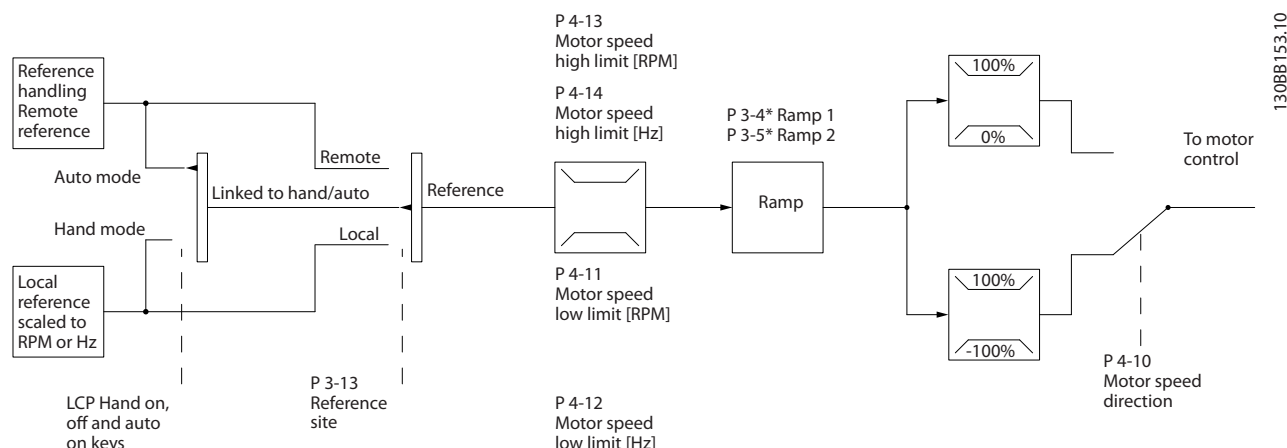 Reference
handling
Remote
reference
Auto mode
Hand mode
Local
reference
scaled to
RPM or Hz
LCP Hand on,
off and auto
on keys
Linked to hand/auto
Remote
Local
P 3-13
Reference
site
Reference
P 4-13
Motor speed
high limit [RPM]
P 4-14
Motor speed
high limit [Hz]
P 4-11
Motor speed
low limit [RPM]
P 4-12
Motor speed
low limit [Hz]
P 3-4* Ramp 1
P 3-5* Ramp 2
Ramp
100%
0%
100%
-100%
To motor
control
P 4-10
Motor speed
direction
130BB153.10